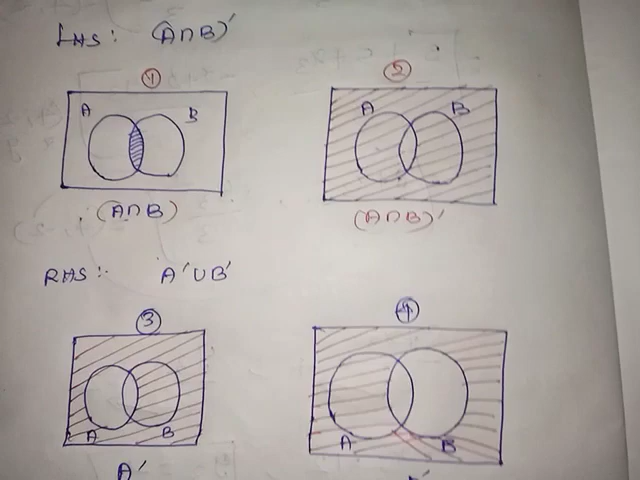 LHS: (A∩B)′
① ②
A B A B
(A∩B) (A∩B)′
RHS:- A′∪B′
③ ④
A B A B
A′